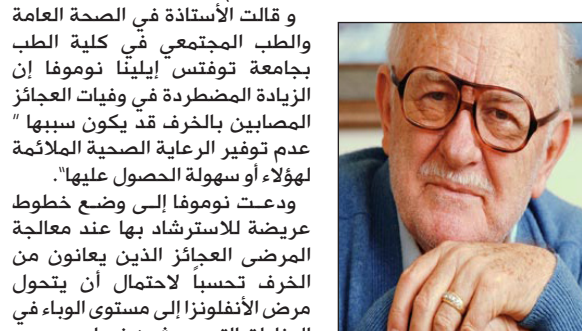 و قالت الأستاذة في الصحة العامة
والطب المجتمعي في كلية الطب
بجامعة توفتس إيلينا نوموفا إن
الزيادة المضطردة في وفيات العجائز
المصابين بالخرف قد يكون سببها "
عدم توفير الرعاية الصحية الملائمة
لهؤلاء أو سهولة الحصول عليها".
ودعـت نوموفا إلـى وضـع خطوط
عريضة للاسترشاد بها عند معالجة
المرضى العجائز الذين يعانون من
الخرف تحسباً لاحتمال أن يتحول
مرض الأنفلونزا إلى مستوى الوباء في